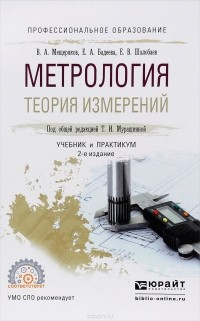 ПРОФЕССИОНАЛЬНОЕ ОБРАЗОВАНИЕ
В. А. Мещеряков, Е. А. Бадеева, Е. В. Шалобаев
МЕТРОЛОГИЯ
ТЕОРИЯ ИЗМЕРЕНИЙ
Под общей редакцией Т. И. Мурашкиной
УЧЕБНИК и ПРАКТИКУМ
2-е издание
СООТВЕТСТВУЕТ
УМО СПО рекомендует
ЮРАЙТ
biblio-online.ru